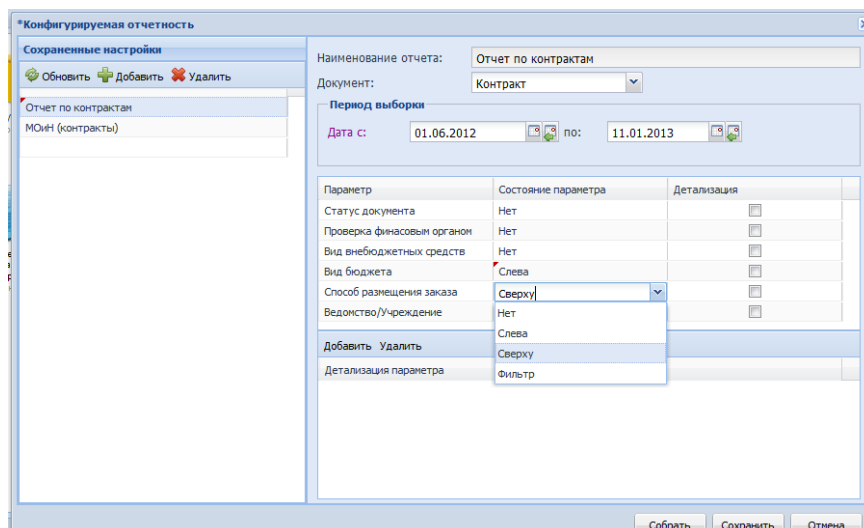 *Конфигурируемая отчетность
Сохраненные настройки
Обновить Добавить Удалить
Отчет по контрактам
МОиН (контракты)
Наименование отчета: Отчет по контрактам
Документ: Контракт
Период выборки
Дата с: 01.06.2012 по: 11.01.2013
Параметр Состояние параметра Детализация
Статус документа Нет
Проверка финасовым органом Нет
Вид внебюджетных средств Нет
Вид бюджета Слева
Способ размещения заказа Сверху
Ведомство/Учреждение
Нет
Слева
Сверху
Фильтр
Добавить Удалить
Детализация параметра
Собрать Сохранить Отмена